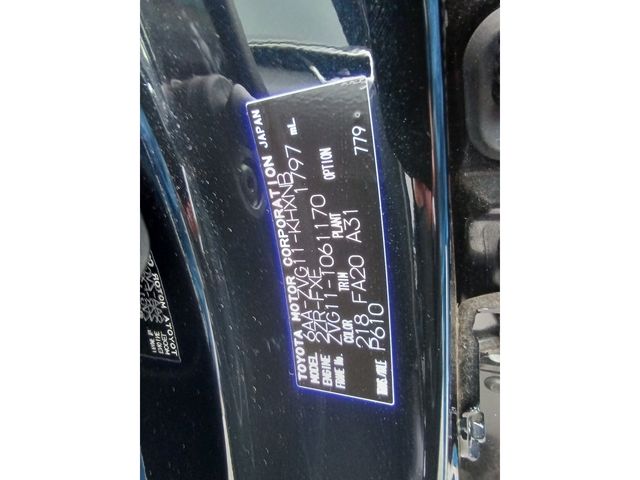 TOYOTA MOTOR CORPORATION JAPAN
MODEL 6AA-ZVG11-KHXNB
ENGINE 2ZR-FXE 1797 mL
FRAME No. ZVG11-1061170
COLOR TRIM PLANT OPTION
218 FA20 A31 779
TRANS./AXLE P610